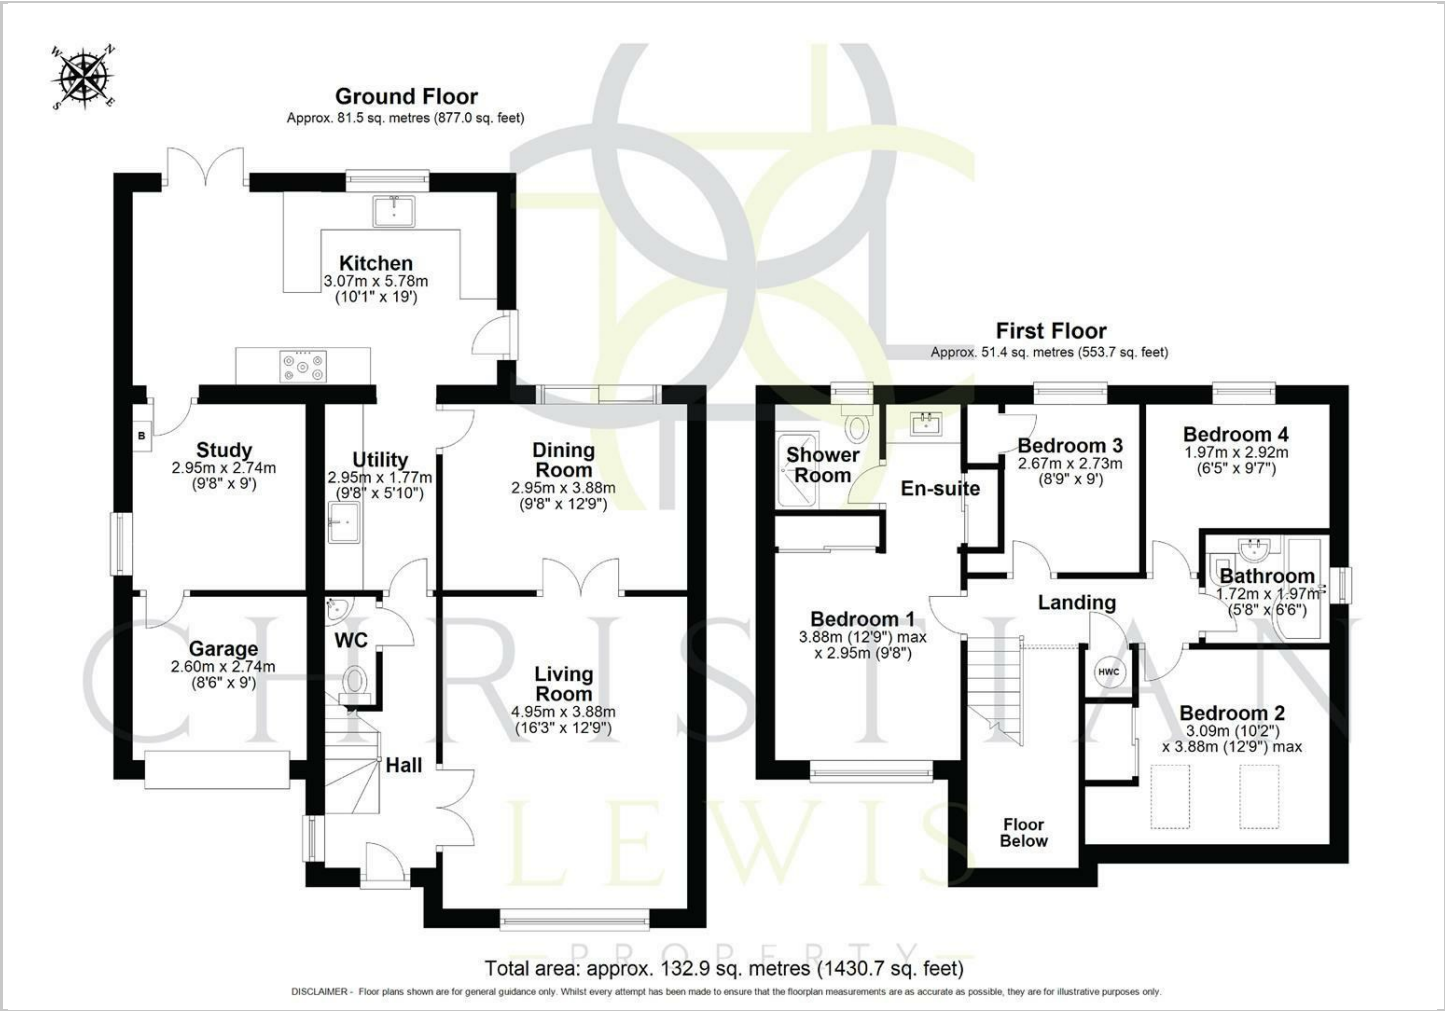 W N
S E
Ground Floor
Approx. 81.5 sq. metres (877.0 sq. feet)
Kitchen
3.07m x 5.78m
(10'1" x 19')
B
Study
2.95m x 2.74m
(9'8" x 9')
Utility
2.95m x 1.77m
(9'8" x 5'10")
Dining
Room
2.95m x 3.88m
(9'8" x 12'9")
Garage
2.60m x 2.74m
(8'6" x 9')
WC
Living
Room
4.95m x 3.88m
(16'3" x 12'9")
Hall
First Floor
Approx. 51.4 sq. metres (553.7 sq. feet)
Shower
Room
En-suite
Bedroom 3
2.67m x 2.73m
(8'9" x 9')
Bedroom 4
1.97m x 2.92m
(6'5" x 9'7")
Bathroom
1.72m x 1.97m
(5'8" x 6'6")
Landing
Bedroom 1
3.88m (12'9") max
x 2.95m (9'8")
HWC
Bedroom 2
3.09m (10'2")
x 3.88m (12'9") max
Floor
Below
CHRISTIAN
LEWIS
PROPERTY
Total area: approx. 132.9 sq. metres (1430.7 sq. feet)
DISCLAIMER - Floor plans shown are for general guidance only. Whilst every attempt has been made to ensure that the floorplan measurements are as accurate as possible, they are for illustrative purposes only.